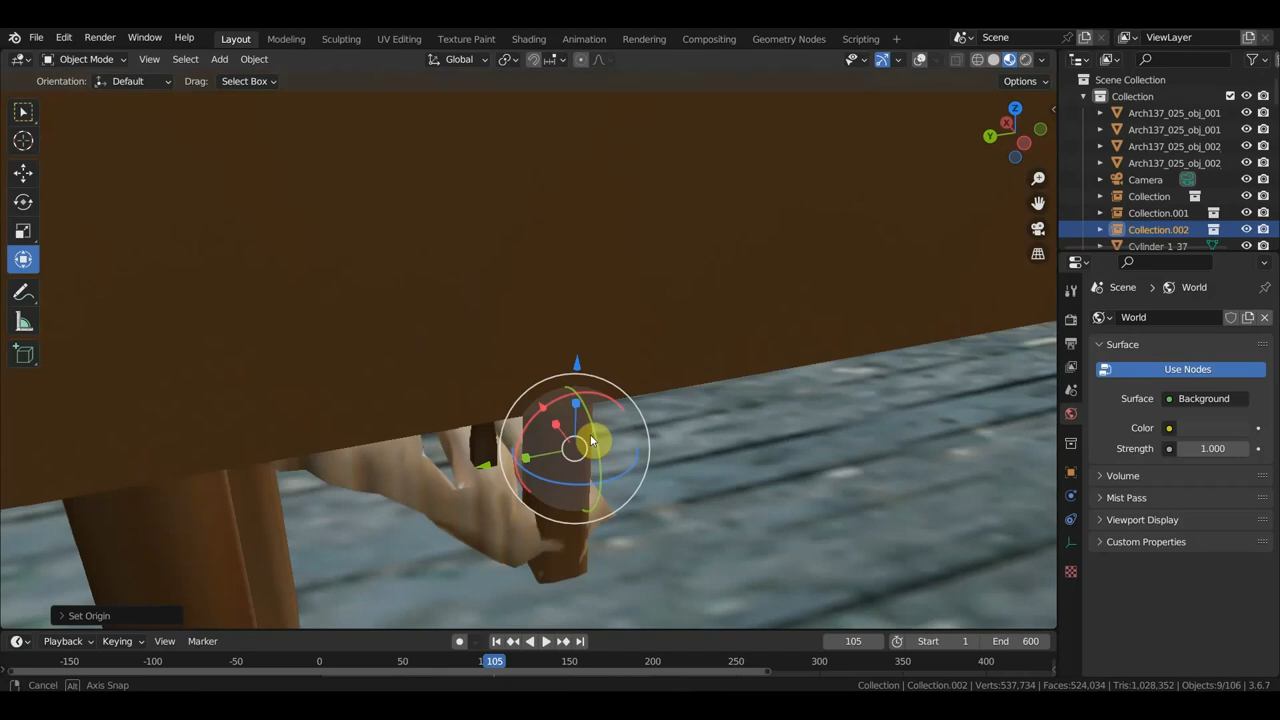 File Edit Render Window Help Layout Modeling Sculpting UV Editing Texture Paint Shading Animation Rendering Compositing Geometry Nodes Scripting + Scene ViewLayer
Object Mode View Select Add Object Global
Orientation: Default Drag: Select Box Options
Scene Collection
Collection
Arch137_025_obj_001
Arch137_025_obj_001
Arch137_025_obj_002
Arch137_025_obj_002
Camera
Collection
Collection.001
Collection.002
Cylinder_1_37
Z
X
Y
Scene > World
World
Surface
Use Nodes
Surface Background
Color
Strength 1.000
Volume
Mist Pass
Viewport Display
Custom Properties
> Set Origin
Playback Keying View Marker 105 Start 1 End 600
-150 -100 -50 0 50 105 150 200 250 300 350 400
Cancel Alt Axis Snap Collection | Collection.002 | Verts:537,734 | Faces:524,034 | Tris:1,028,352 | Objects:9/106 | 3.6.7